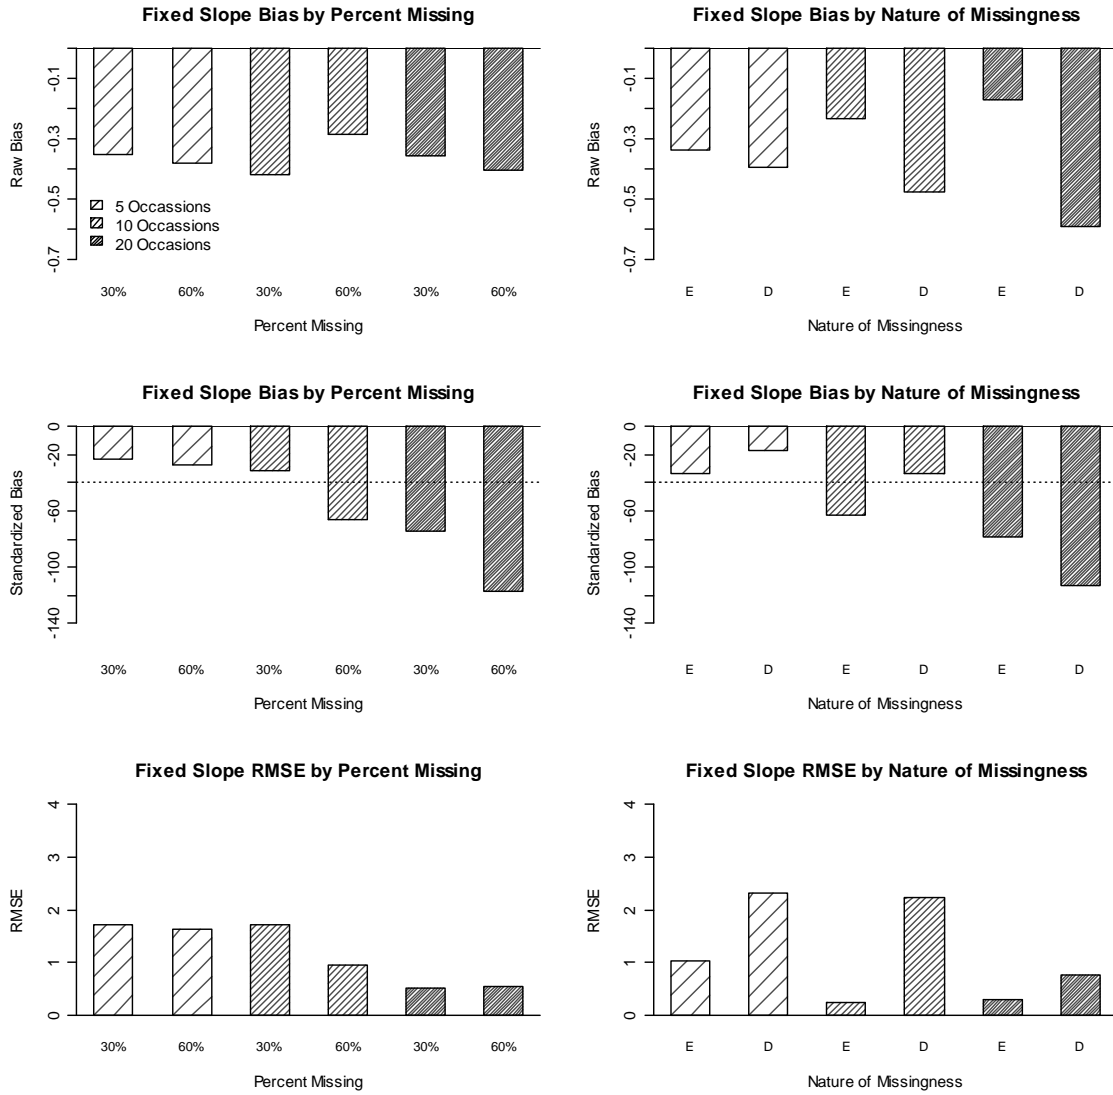 Fixed Slope Bias by Percent Missing
Raw Bias
-0.1
-0.3
-0.5
-0.7
5 Occassions
10 Occasions
20 Occasions
30% 60% 30% 60% 30% 60%
Percent Missing
Fixed Slope Bias by Nature of Missingness
Raw Bias
-0.1
-0.3
-0.5
-0.7
E D E D E D
Nature of Missingness
Fixed Slope Bias by Percent Missing
Standardized Bias
0
-20
-60
-100
-140
30% 60% 30% 60% 30% 60%
Percent Missing
Fixed Slope Bias by Nature of Missingness
Standardized Bias
0
-20
-60
-100
-140
E D E D E D
Nature of Missingness
Fixed Slope RMSE by Percent Missing
RMSE
4
3
2
1
0
30% 60% 30% 60% 30% 60%
Percent Missing
Fixed Slope RMSE by Nature of Missingness
RMSE
4
3
2
1
0
E D E D E D
Nature of Missingness